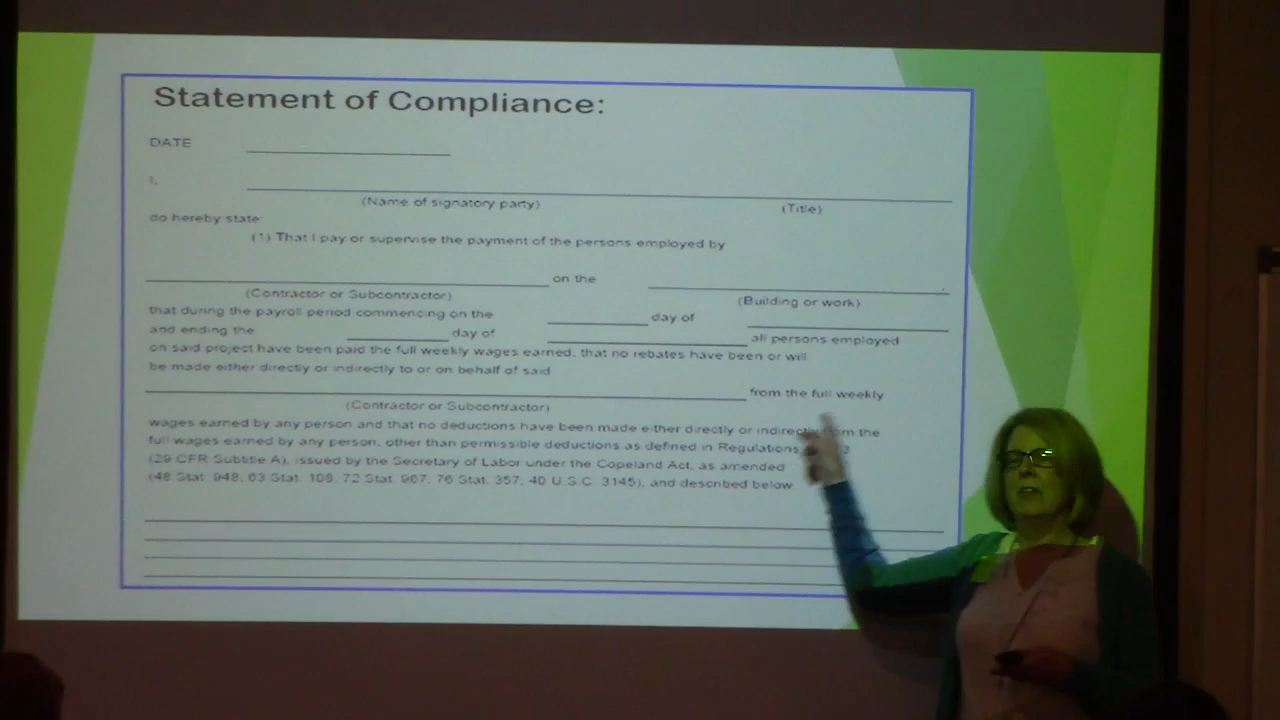 Statement of Compliance:
DATE
I,
(Name of signatory party) (Title)
do hereby state:
(1) That I pay or supervise the payment of the persons employed by
on the
(Contractor or Subcontractor) (Building or work)
that during the payroll period commencing on the day of
and ending the day of all persons employed
on said project have been paid the full weekly wages earned, that no rebates have been or will
be made either directly or indirectly to or on behalf of said
from the full weekly
(Contractor or Subcontractor)
wages earned by any person and that no deductions have been made either directly or indirectly from the
full wages earned by any person, other than permissible deductions as defined in Regulations,
(29 CFR Subtitle A), issued by the Secretary of Labor under the Copeland Act, as amended
(48 Stat. 948, 63 Stat. 108, 72 Stat. 967; 76 Stat. 357; 40 U.S.C. 3145), and described below: